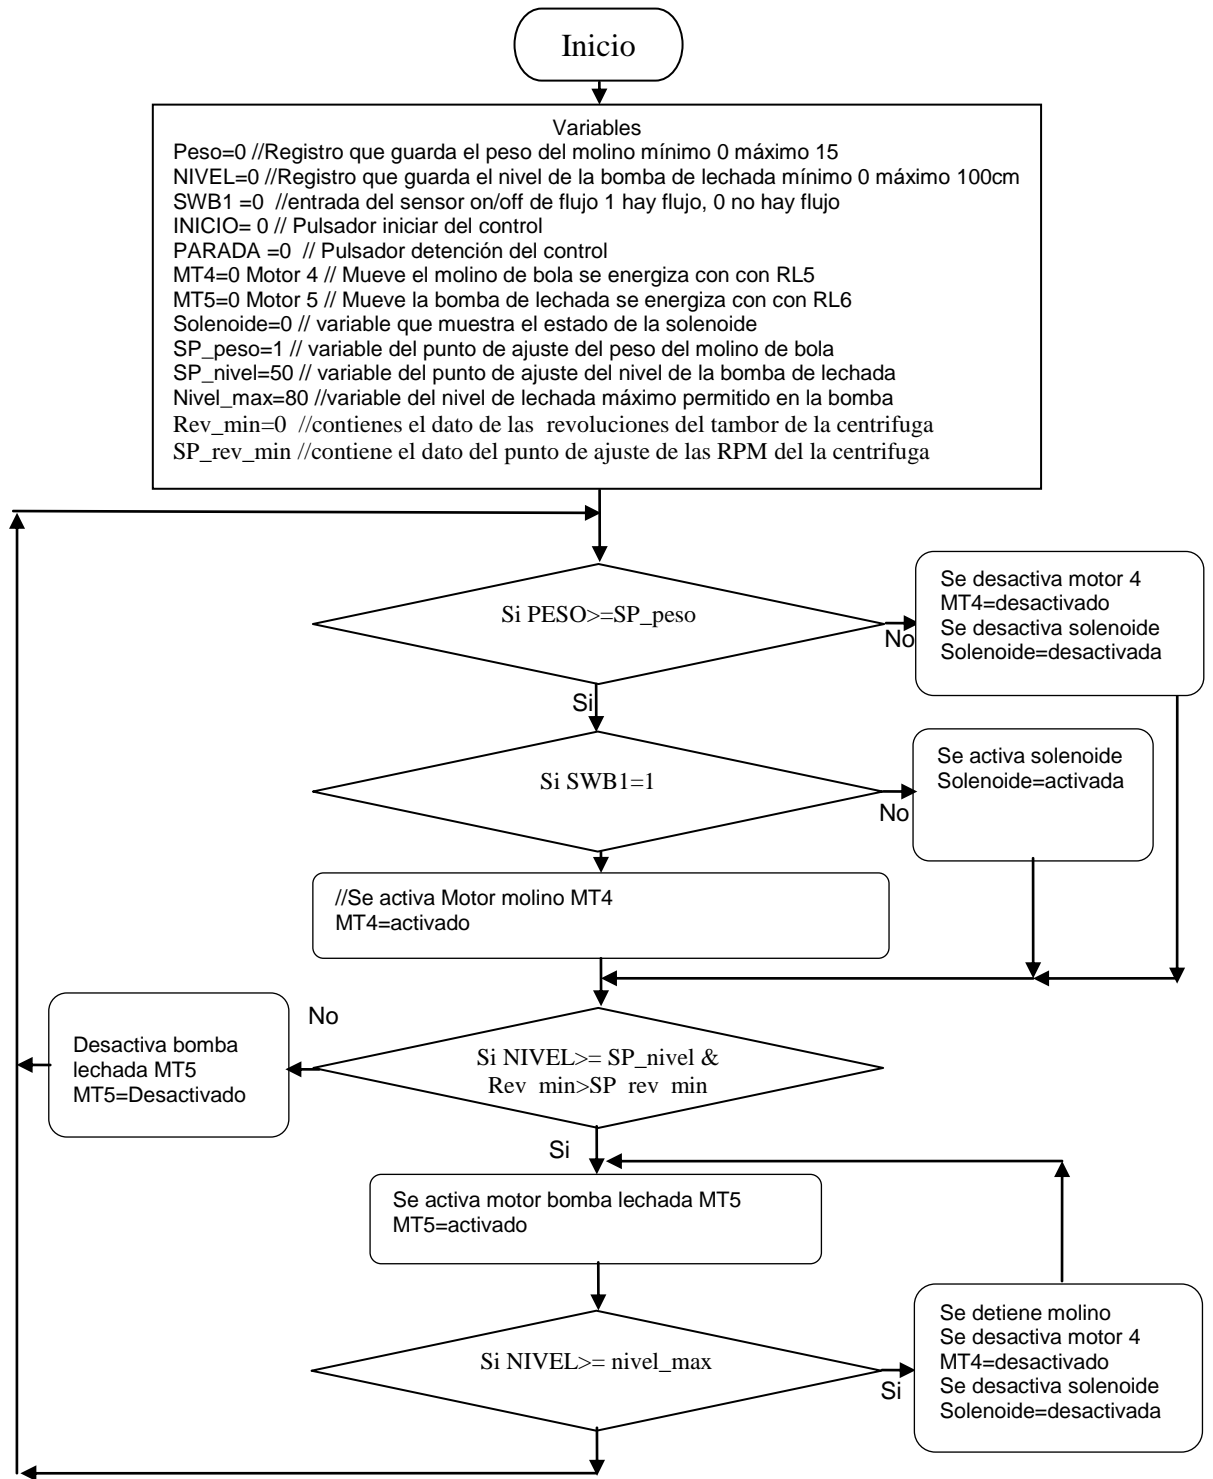 Inicio
Variables
Peso=0 //Registro que guarda el peso del molino mínimo 0 máximo 15
NIVEL=0 //Registro que guarda el nivel de la bomba de lechada mínimo 0 máximo 100cm
SWB1 =0 //entrada del sensor on/off de flujo 1 hay flujo, 0 no hay flujo
INICIO= 0 // Pulsador iniciar del control
PARADA =0 // Pulsador detención del control
MT4=0 Motor 4 // Mueve el molino de bola se energiza con con RL5
MT5=0 Motor 5 // Mueve la bomba de lechada se energiza con con RL6
Solenoide=0 // variable que muestra el estado de la solenoide
SP_peso=1 // variable del punto de ajuste del peso del molino de bola
SP_nivel=50 // variable del punto de ajuste del nivel de la bomba de lechada
Nivel_max=80 //variable del nivel de lechada máximo permitido en la bomba
Rev_min=0 //contienes el dato de las revoluciones del tambor de la centrifuga
SP_rev_min //contiene el dato del punto de ajuste de las RPM del la centrifuga
Si PESO>=SP_peso
No
Se desactiva motor 4
MT4=desactivado
Se desactiva solenoide
Solenoide=desactivada
Si
Si SWB1=1
No
Se activa solenoide
Solenoide=activada
//Se activa Motor molino MT4
MT4=activado
Si NIVEL>= SP_nivel &
Rev_min>SP_rev_min
No
Desactiva bomba
lechada MT5
MT5=Desactivado
Si
Se activa motor bomba lechada MT5
MT5=activado
Si NIVEL>= nivel_max
Si
Se detiene molino
Se desactiva motor 4
MT4=desactivado
Se desactiva solenoide
Solenoide=desactivada